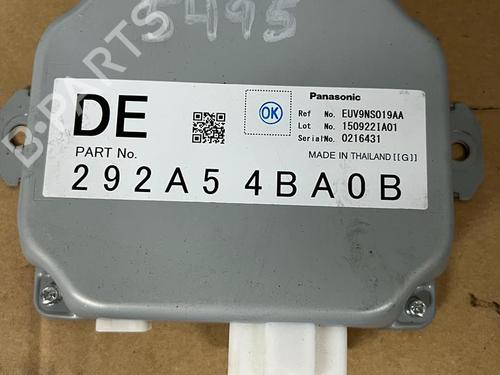 5495
B-PARTS
DE
OK
Panasonic
Ref No. EUV9NS019AA
Lot No. 150922IA01
Serial No. 0216431
PART No.
MADE IN THAILAND [[G]]
292A5 4BA0B